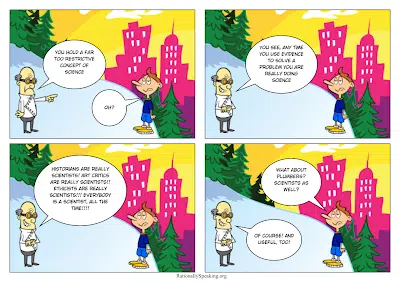 YOU HOLD A FAR
TOO RESTRICTIVE
CONCEPT OF
SCIENCE
OH?
YOU SEE, ANY TIME
YOU USE EVIDENCE
TO SOLVE A
PROBLEM YOU ARE
REALLY DOING
SCIENCE
HISTORIANS ARE REALLY
SCIENTISTS! ART CRITICS
ARE REALLY SCIENTISTS!!
ETHICISTS ARE REALLY
SCIENTISTS!!! EVERYBODY
IS A SCIENTIST, ALL THE
TIME!!!!
WHAT ABOUT
PLUMBERS?
SCIENTISTS AS
WELL?
OF COURSE! AND
USEFUL, TOO!
RationallySpeaking.org